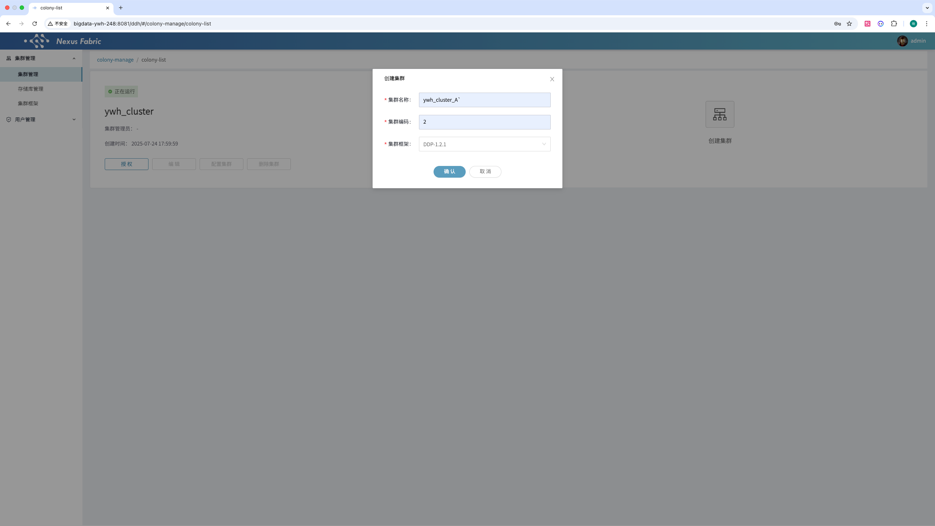 colony-list
不安全
bigdata-ywh-248:8081/ddh/#/colony-manage/colony-list
Nexus Fabric
admin
集群管理
集群管理
存储库管理
集群框架
用户管理
colony-manage / colony-list
正在运行
ywh_cluster
集群管理员: -
创建时间: 2025-07-24 17:59:59
授 权
编 辑
配置集群
删除集群
创建集群
创建集群
* 集群名称: ywh_cluster_A`
* 集群编码: 2
* 集群框架: DDP-1.2.1
确 认
取 消